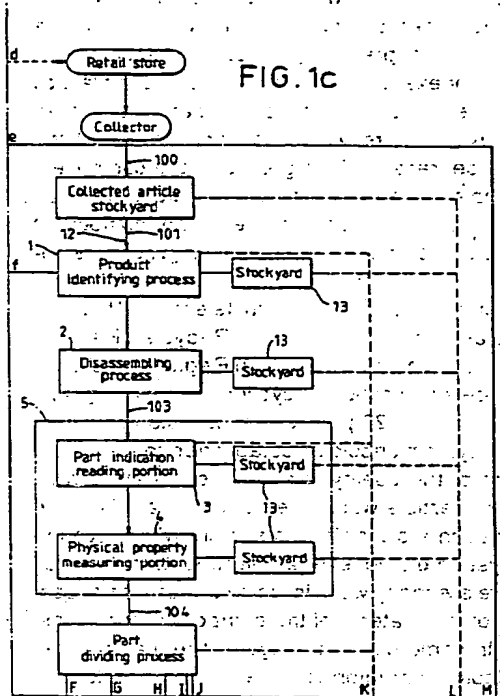 d
Retail store
FIG. 1c
Collector
e
100
Collected article
stockyard
12
101
1
f
Product
identifying process
Stockyard
13
2
13
Disassembling
process
Stockyard
5
103
Part indication
reading portion
Stockyard
3
13
4
Physical property
measuring portion
Stockyard
104
Part
dividing process
F G H I J K L M